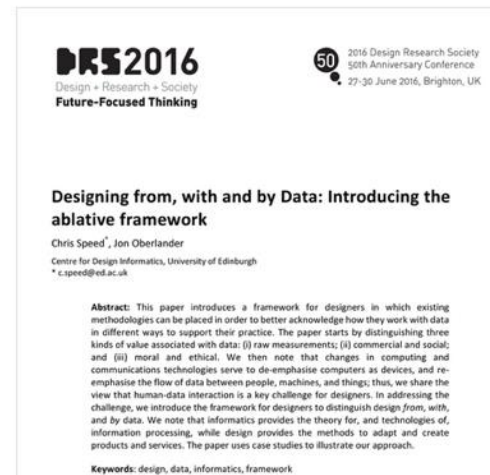 DRS2016
Design + Research + Society
Future-Focused Thinking
50
2016 Design Research Society
50th Anniversary Conference
27-30 June 2016, Brighton, UK
Designing from, with and by Data: Introducing the
ablative framework
Chris Speed*, Jon Oberlander
Centre for Design Informatics, University of Edinburgh
* c.speed@ed.ac.uk
Abstract: This paper introduces a framework for designers in which existing
methodologies can be placed in order to better acknowledge how they work with data
in different ways to support their practice. The paper starts by distinguishing three
kinds of value associated with data: (i) raw measurements; (ii) commercial and social;
and (iii) moral and ethical. We then note that changes in computing and
communications technologies serve to de-emphasise computers as devices, and re-
emphasise the flow of data between people, machines, and things; thus, we share the
view that human-data interaction is a key challenge for designers. In addressing the
challenge, we introduce the framework for designers to distinguish design from, with,
and by data. We note that informatics provides the theory for, and technologies of,
information processing, while design provides the methods to adapt and create
products and services. The paper uses case studies to illustrate our approach.
Keywords: design, data, informatics, framework